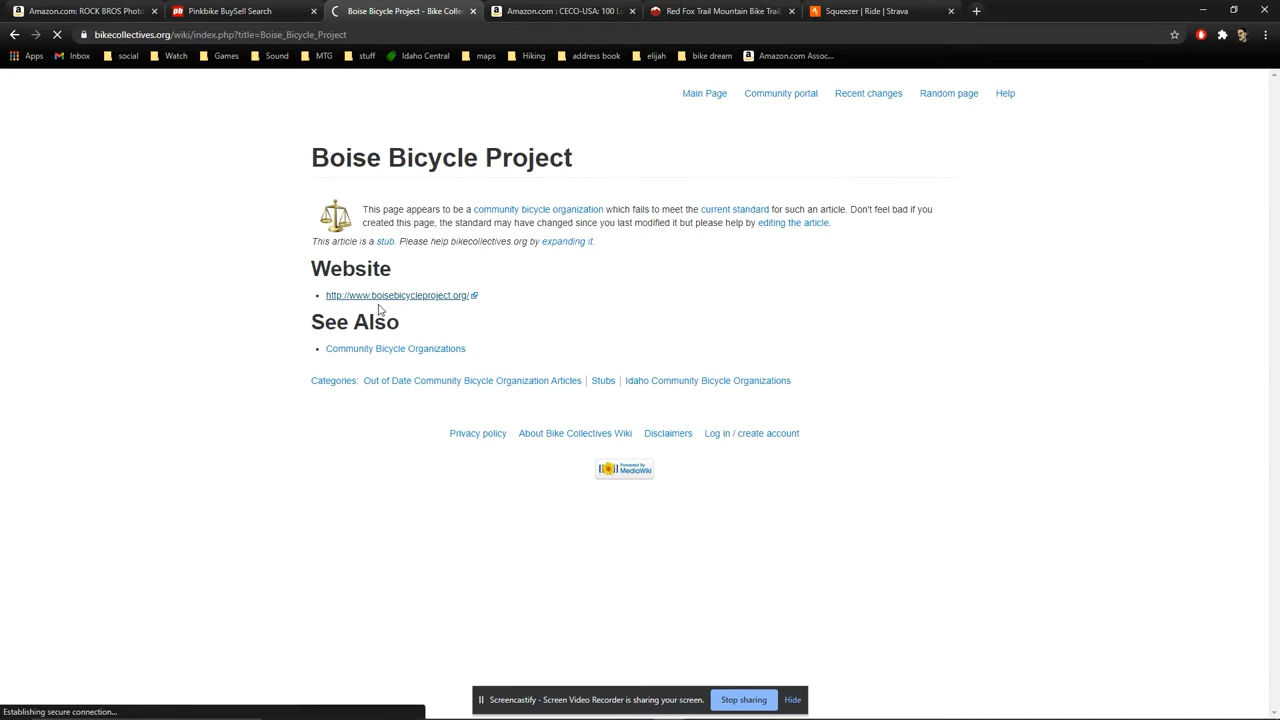 Amazon.com: ROCK BROS Photo
Pinkbike BuySell Search
Boise Bicycle Project - Bike Collec
Amazon.com : CECO-USA: 100 L
Red Fox Trail Mountain Bike Trail,
Squeezer | Ride | Strava
bikecollectives.org/wiki/index.php?title=Boise_Bicycle_Project
Apps
Inbox
social
Watch
Games
Sound
MTG
stuff
Idaho Central
maps
Hiking
address book
elijah
bike dream
Amazon.com Assoc...
Main Page
Community portal
Recent changes
Random page
Help
Boise Bicycle Project
This page appears to be a community bicycle organization which fails to meet the current standard for such an article. Don't feel bad if you
created this page, the standard may have changed since you last modified it but please help by editing the article.
This article is a stub. Please help bikecollectives.org by expanding it.
Website
http://www.boisebicycleproject.org/
See Also
Community Bicycle Organizations
Categories: Out of Date Community Bicycle Organization Articles | Stubs | Idaho Community Bicycle Organizations
Privacy policy
About Bike Collectives Wiki
Disclaimers
Log in / create account
Powered By
MediaWiki
Screencastify - Screen Video Recorder is sharing your screen.
Stop sharing
Hide
Establishing secure connection...